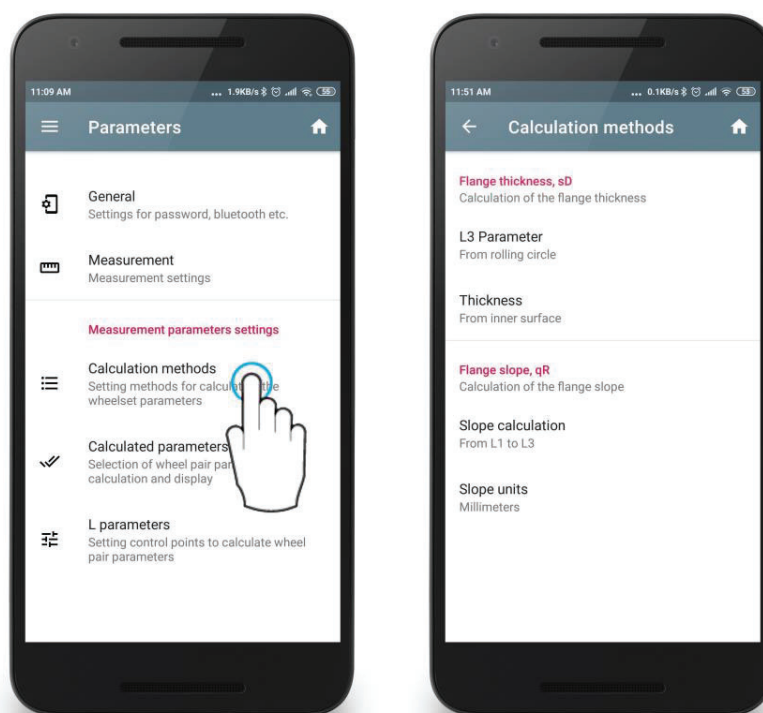 11:09 AM
... 1.9KB/s 55
Parameters
General
Settings for password, bluetooth etc.
Measurement
Measurement settings
Measurement parameters settings
Calculation methods
Setting methods for the
wheelset parameters
Calculated parameters
Selection of wheel pair
calculation and display
L parameters
Setting control points to calculate wheel
pair parameters
11:51 AM
... 0.1KB/s
Calculation methods
Flange thickness, sD
Calculation of the flange thickness
L3 Parameter
From rolling circle
Thickness
From inner surface
Flange slope, qR
Calculation of the flange slope
Slope calculation
From L1 to L3
Slope units
Millimeters